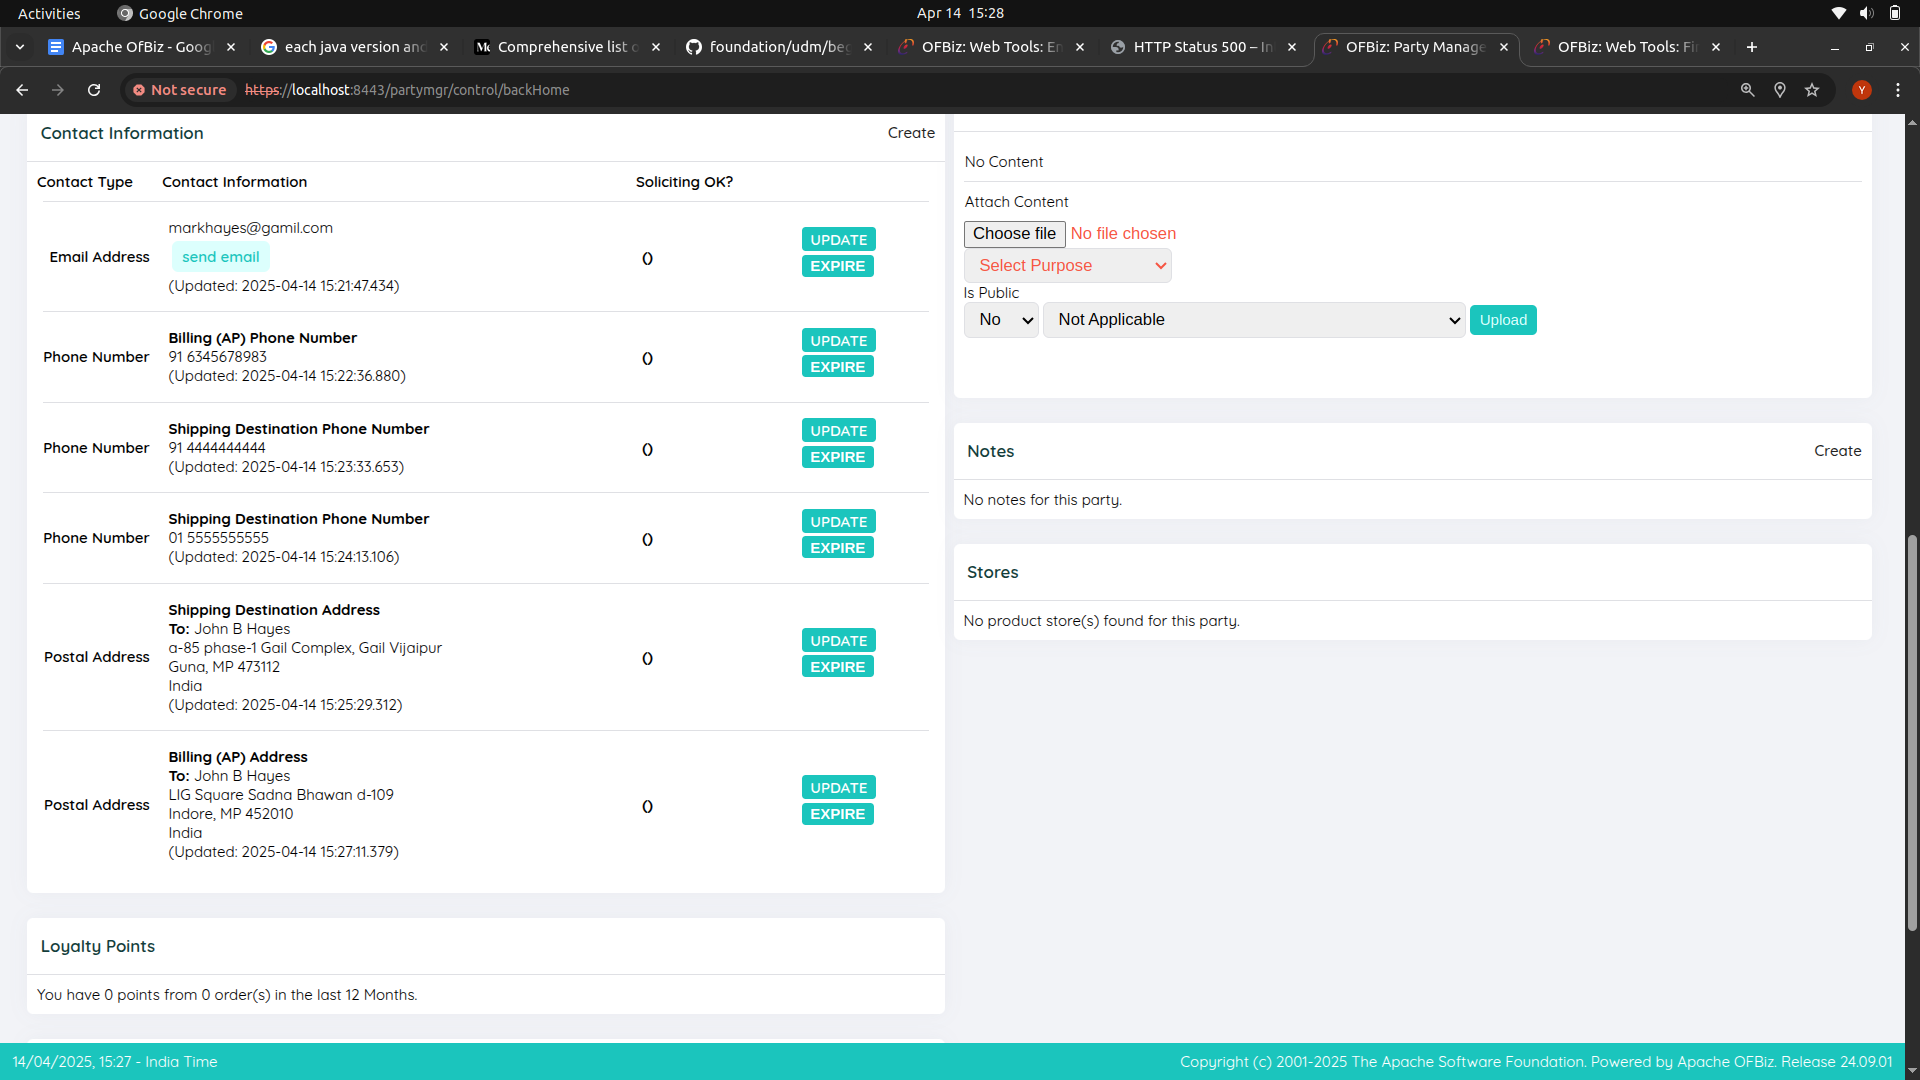 Activities
Google Chrome
Apr 14 15:28
Apache OfBiz - Goog
each java version and
Comprehensive list o
foundation/udm/beg
OFBiz: Web Tools: En
HTTP Status 500 – In
OFBiz: Party Manage
OFBiz: Web Tools: Fi
Not secure
https://localhost:8443/partymgr/control/backHome
Y
Contact Information
Create
Contact Type Contact Information Soliciting OK?
Email Address
markhayes@gamil.com
send email
(Updated: 2025-04-14 15:21:47.434)
()
UPDATE
EXPIRE
Phone Number
Billing (AP) Phone Number
91 6345678983
(Updated: 2025-04-14 15:22:36.880)
()
UPDATE
EXPIRE
Phone Number
Shipping Destination Phone Number
91 4444444444
(Updated: 2025-04-14 15:23:33.653)
()
UPDATE
EXPIRE
Phone Number
Shipping Destination Phone Number
01 5555555555
(Updated: 2025-04-14 15:24:13.106)
()
UPDATE
EXPIRE
Postal Address
Shipping Destination Address
To: John B Hayes
a-85 phase-1 Gail Complex, Gail Vijaipur
Guna, MP 473112
India
(Updated: 2025-04-14 15:25:29.312)
()
UPDATE
EXPIRE
Postal Address
Billing (AP) Address
To: John B Hayes
LIG Square Sadna Bhawan d-109
Indore, MP 452010
India
(Updated: 2025-04-14 15:27:11.379)
()
UPDATE
EXPIRE
Loyalty Points
You have 0 points from 0 order(s) in the last 12 Months.
No Content
Attach Content
Choose file No file chosen
Select Purpose
Is Public
No
Not Applicable
Upload
Notes
Create
No notes for this party.
Stores
No product store(s) found for this party.
14/04/2025, 15:27 - India Time
Copyright (c) 2001-2025 The Apache Software Foundation. Powered by Apache OFBiz. Release 24.09.01